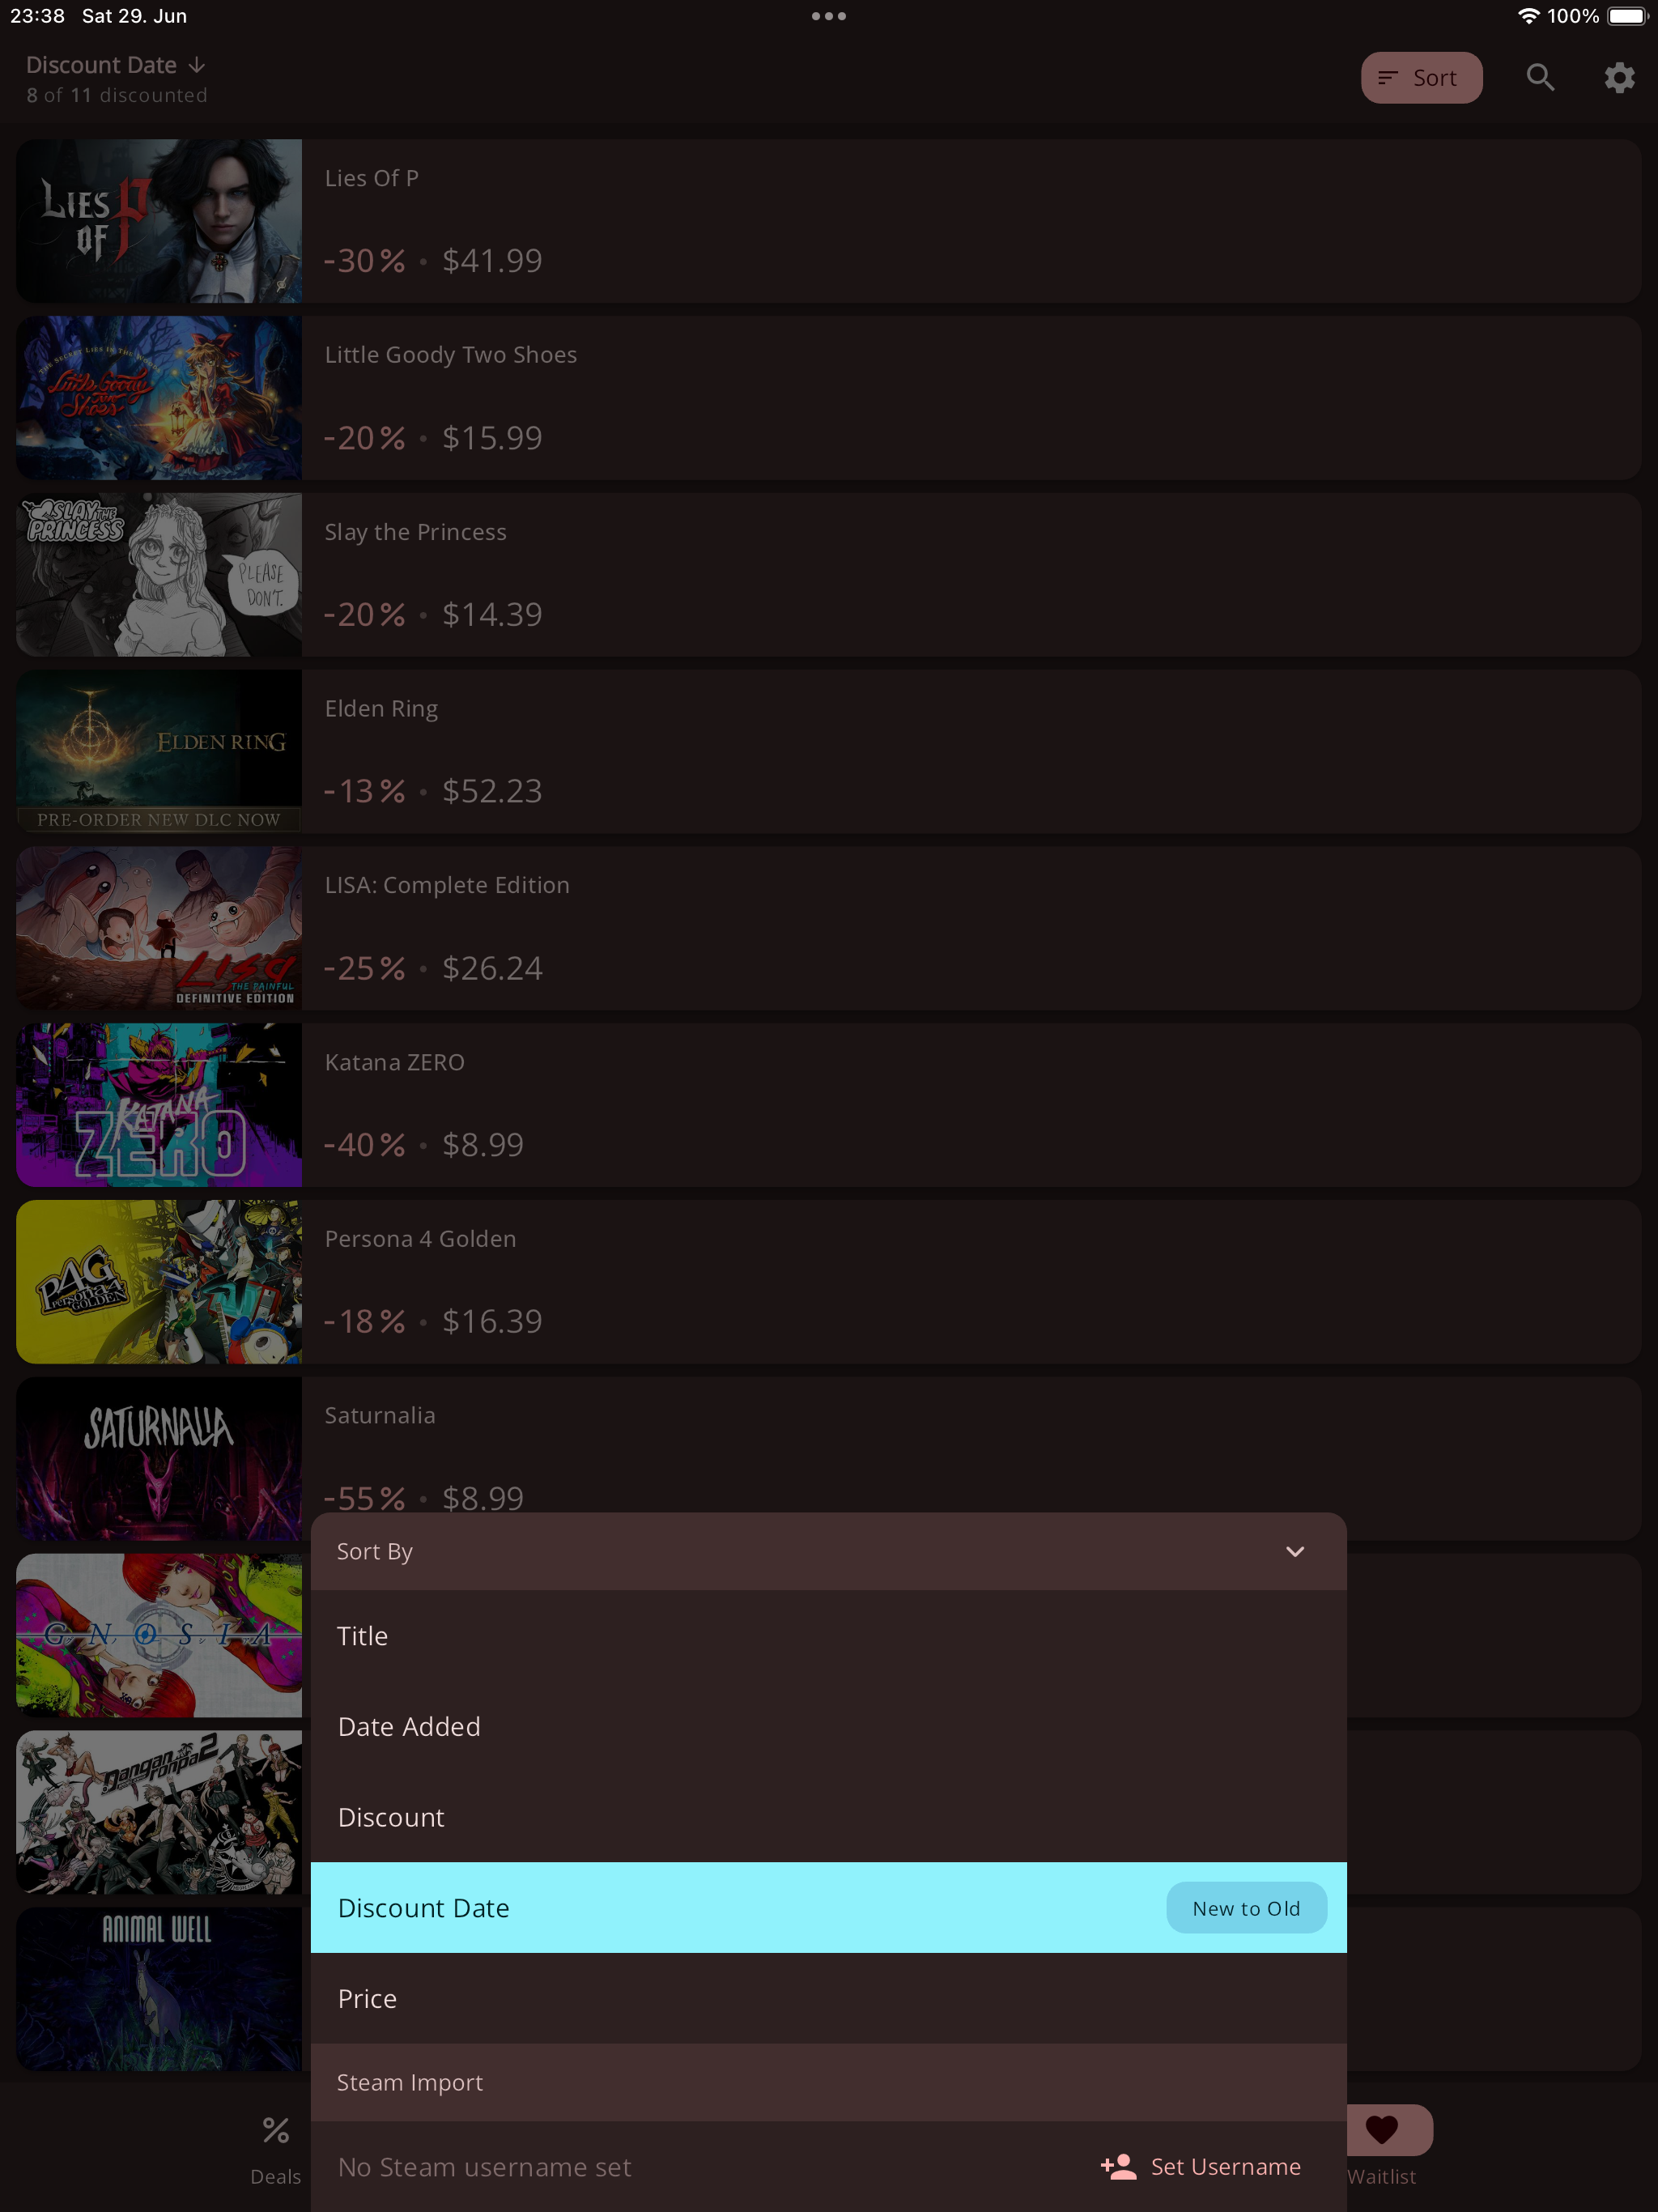 23:38 Sat 29. Jun
100%
Discount Date ↓
8 of 11 discounted
Sort
LIES OF P
Lies Of P
-30% • $41.99
THE SECRET LIES IN THE WOODS
Little Goody Two Shoes
Little Goody Two Shoes
-20% • $15.99
SLAY THE PRINCESS
PLEASE DON'T.
Slay the Princess
-20% • $14.39
ELDEN RING
PRE-ORDER NEW DLC NOW
Elden Ring
-13% • $52.23
LISA
THE PAINFUL
DEFINITIVE EDITION
LISA: Complete Edition
-25% • $26.24
KATANA ZERO
Katana ZERO
-40% • $8.99
P4G
Persona 4 GOLDEN
Persona 4 Golden
-18% • $16.39
SATURNALIA
Saturnalia
-55% • $8.99
GNOSIA
Danganronpa 2
ANIMAL WELL
Sort By
Title
Date Added
Discount
Discount Date
New to Old
Price
Steam Import
No Steam username set
Set Username
Deals
Waitlist